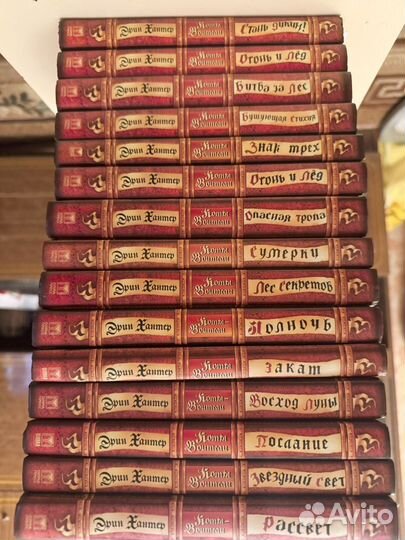 Эрин Хантер Коты Воители Стань диким!
Эрин Хантер Коты Воители Огонь и лёд
Эрин Хантер Коты Воители Битва за лес
Эрин Хантер Коты Воители Бушующая стихия
Эрин Хантер Коты Воители Знак трех
Эрин Хантер Коты Воители Огонь и лёд
Эрин Хантер Коты Воители Опасная тропа
Эрин Хантер Коты Воители Сумерки
Эрин Хантер Коты Воители Лес секретов
Эрин Хантер Коты Воители Полночь
Эрин Хантер Коты Воители Закат
Эрин Хантер Коты-Воители Восход луны
Эрин Хантер Коты Воители Послание
Эрин Хантер Коты-Воители Звёздный свет
Эрин Хантер Коты-Воители Рассвет
Avito